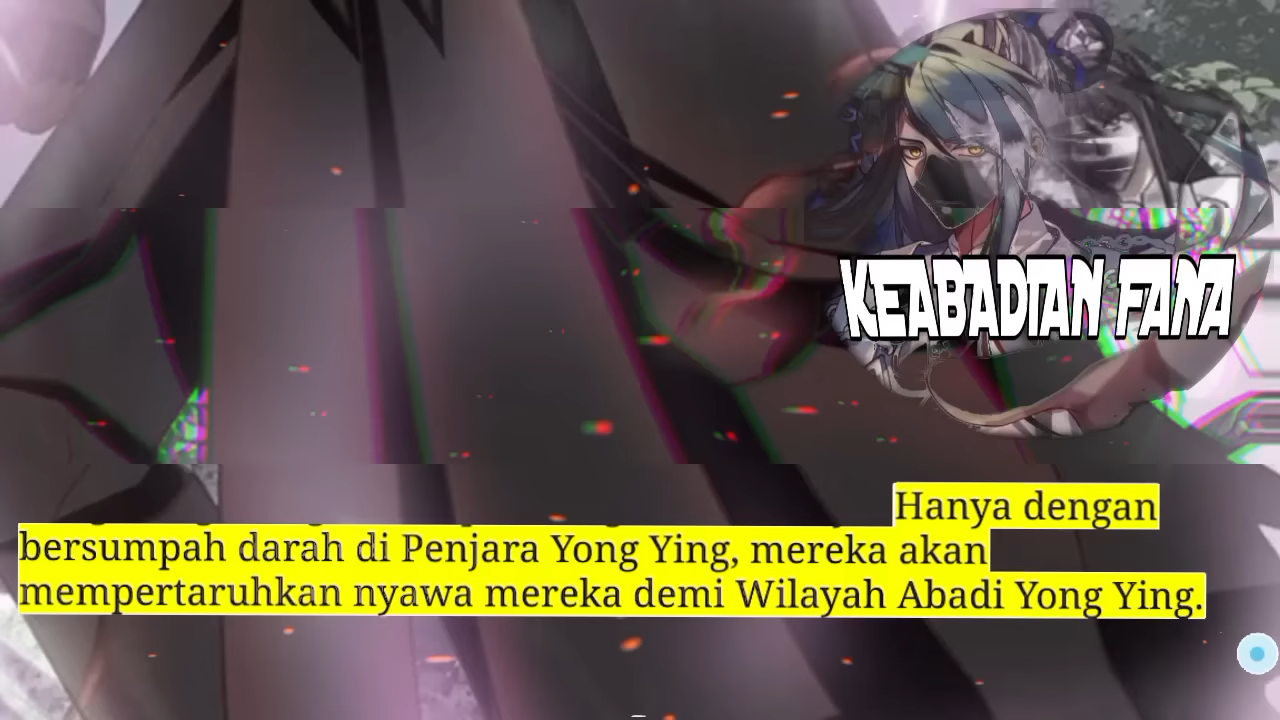 KEABADIAN FANA
Hanya dengan
bersumpah darah di Penjara Yong Ying, mereka akan
mempertaruhkan nyawa mereka demi Wilayah Abadi Yong Ying.